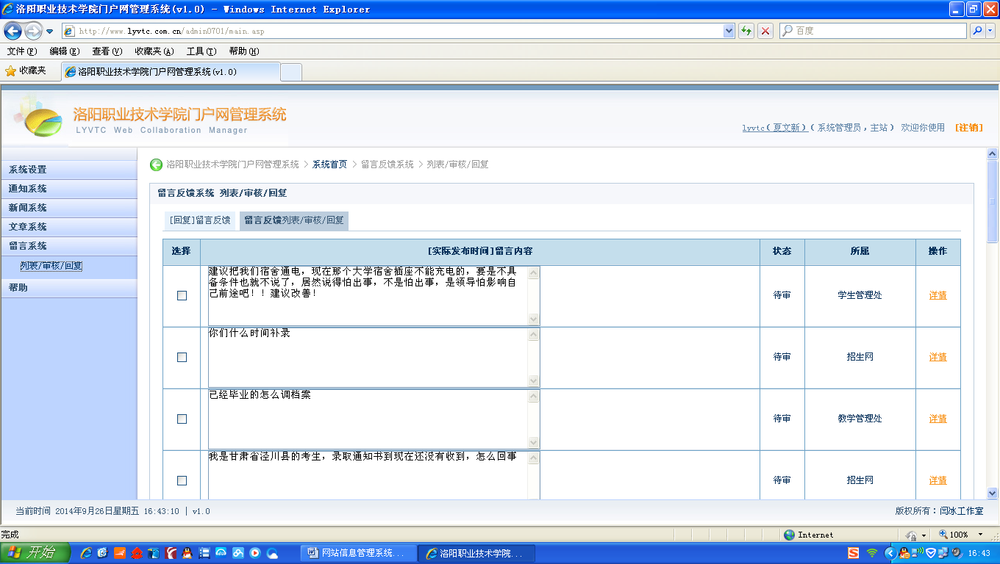 洛阳职业技术学院门户网管理系统(v1.0) - Windows Internet Explorer
http://www.lyvtc.com.cn/admin0701/main.asp
百度
文件(F) 编辑(E) 查看(V) 收藏夹(A) 工具(T) 帮助(H)
收藏夹 洛阳职业技术学院门户网管理系统(v1.0)
洛阳职业技术学院门户网管理系统
LYVTC Web Collaboration Manager
lyvtc(夏文新)(系统管理员，主站) 欢迎你使用 [注销]
系统设置
通知系统
新闻系统
文章系统
留言系统
列表/审核/回复
帮助
洛阳职业技术学院门户网管理系统 > 系统首页 > 留言反馈系统 > 列表/审核/回复
留言反馈系统 列表/审核/回复
[回复]留言反馈 留言反馈列表/审核/回复
选择 [实际发布时间]留言内容 状态 所属 操作
建议把我们宿舍通电，现在那个大学宿舍插座不能充电的，要是不具
备条件也就不说了，居然说得怕出事，不是怕出事，是领导怕影响自
己前途吧！！建议改善！
待审 学生管理处 详情
你们什么时间补录
待审 招生网 详情
已经毕业的怎么调档案
待审 教学管理处 详情
我是甘肃省泾川县的考生，录取通知书到现在还没有收到，怎么回事
待审 招生网 详情
当前时间 2014年9月26日星期五 16:43:10 | v1.0
版权所有：闫冰工作室
完成
Internet
100%
开始
网站信息管理系统...
洛阳职业技术学院...
16:43